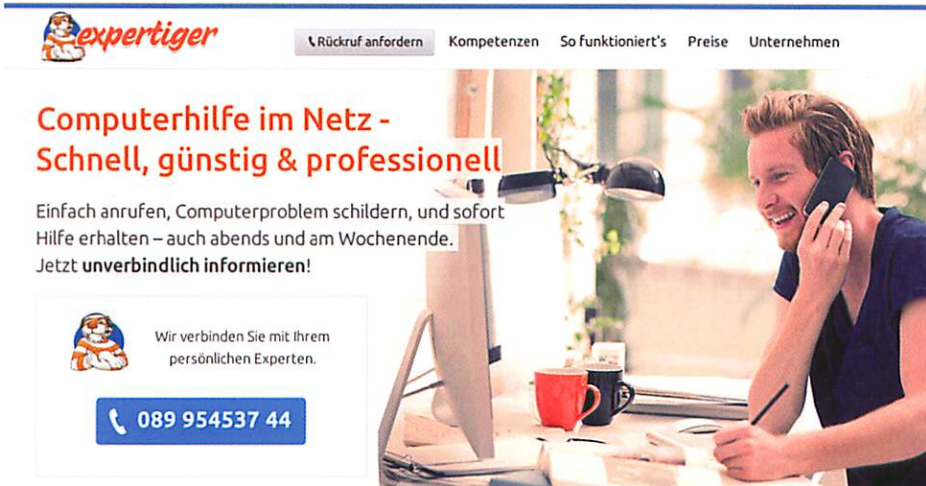 expertiger
Rückruf anfordern Kompetenzen So funktioniert's Preise Unternehmen
Computerhilfe im Netz -
Schnell, günstig & professionell
Einfach anrufen, Computerproblem schildern, und sofort
Hilfe erhalten – auch abends und am Wochenende.
Jetzt unverbindlich informieren!
Wir verbinden Sie mit Ihrem
persönlichen Experten.
089 954537 44